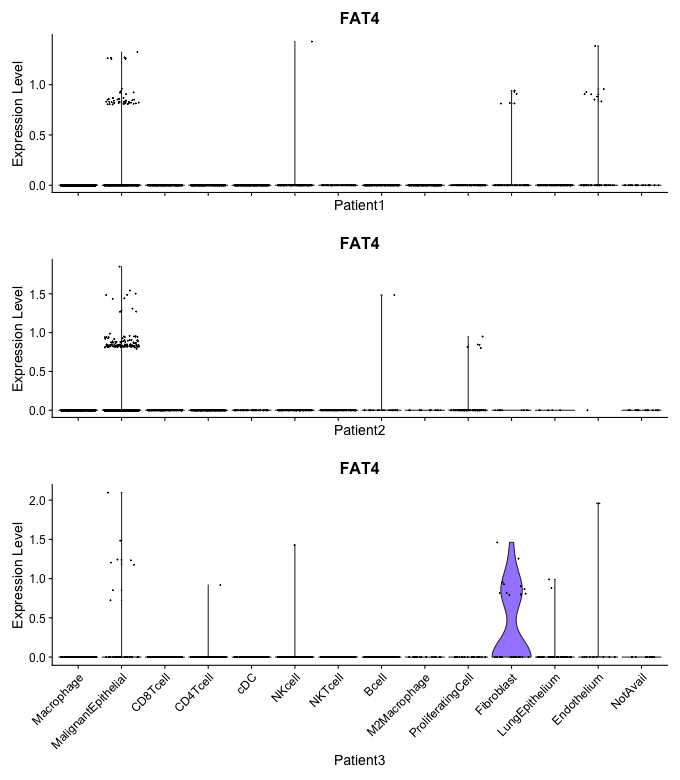 FAT4
Expression Level
1.0
0.5
0.0
Patient1
FAT4
Expression Level
1.5
1.0
0.5
0.0
Patient2
FAT4
Expression Level
2.0
1.5
1.0
0.5
0.0
Macrophage
MalignantEpithelial
CD8Tcell
CD4Tcell
cDC
NKcell
NKTcell
Bcell
M2Macrophage
ProliferatingCell
Fibroblast
LungEpithelium
Endothelium
NotAvail
Patient3